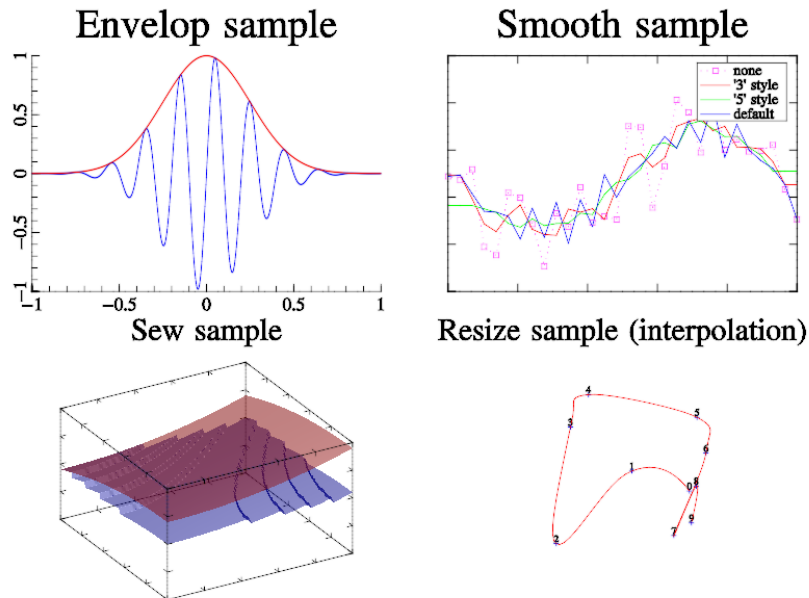 Envelop sample
1
0.5
0
−0.5
−1
−1
−0.5
0
0.5
1
Smooth sample
none
'3' style
'5' style
default
Sew sample
Resize sample (interpolation)
4
5
3
6
1
8
0
9
7
2